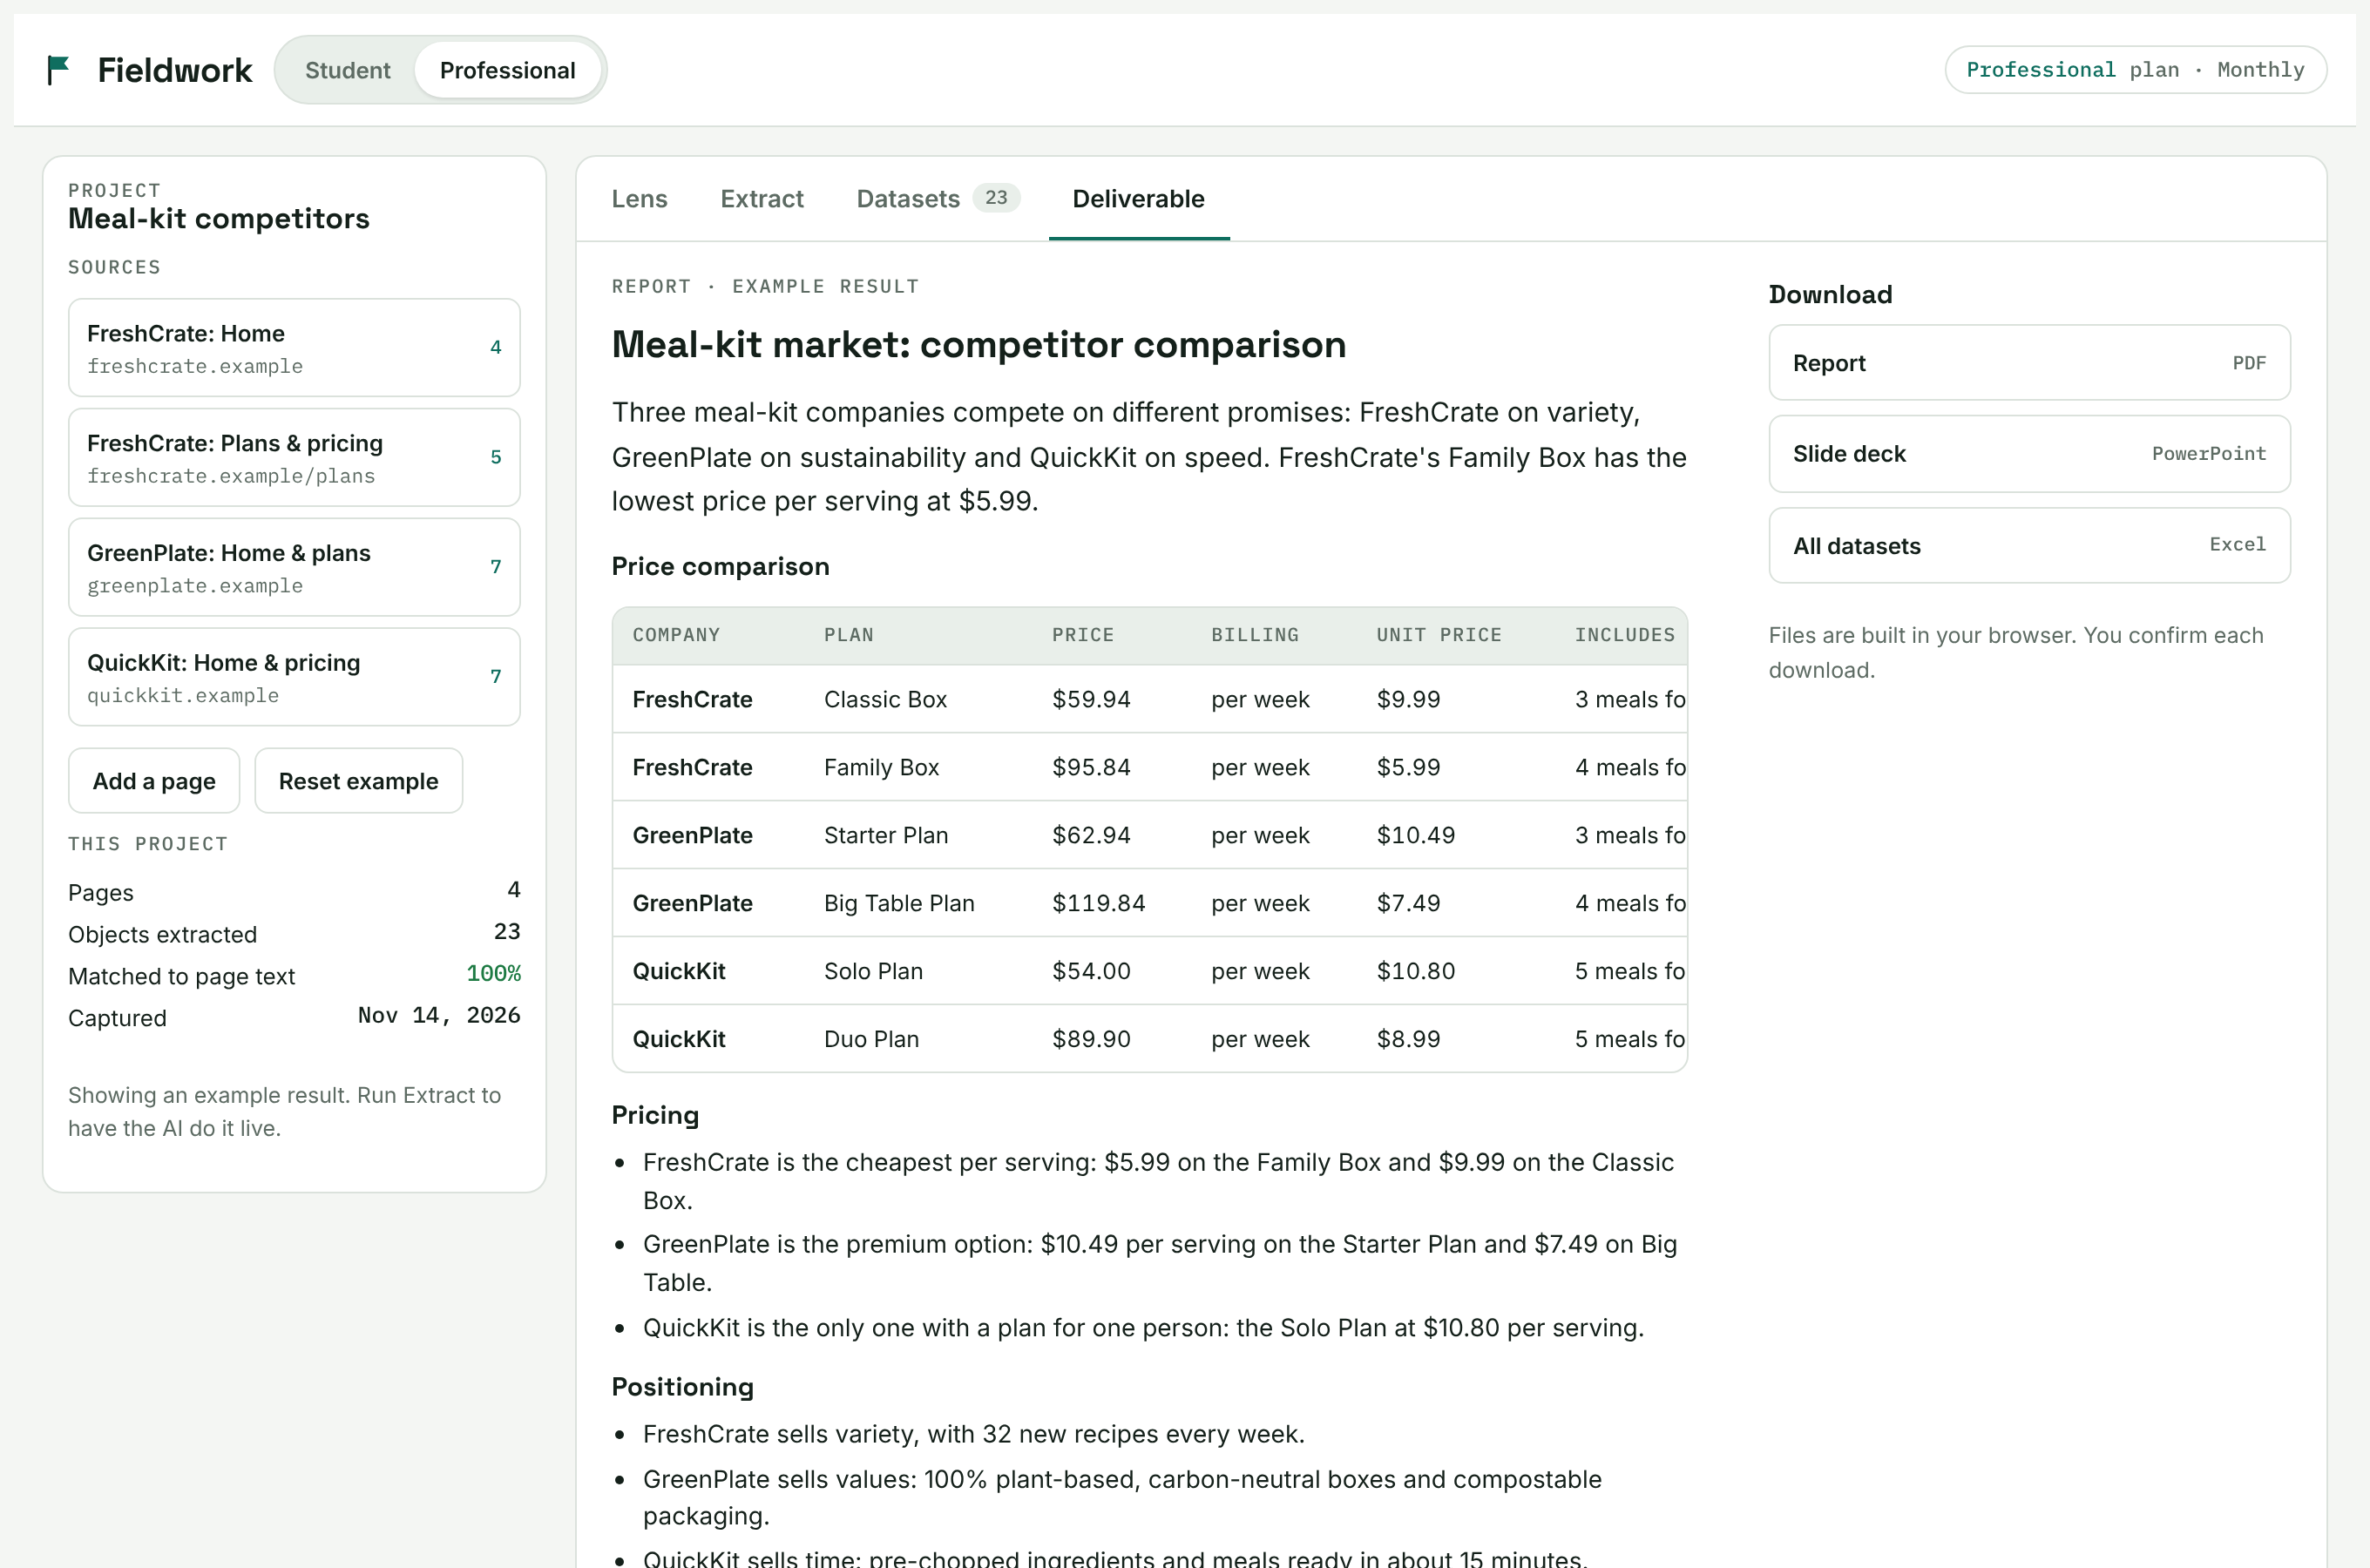 Fieldwork
Student
Professional
Professional plan · Monthly
PROJECT
Meal-kit competitors
SOURCES
FreshCrate: Home
freshcrate.example
4
FreshCrate: Plans & pricing
freshcrate.example/plans
5
GreenPlate: Home & plans
greenplate.example
7
QuickKit: Home & pricing
quickkit.example
7
Add a page
Reset example
THIS PROJECT
Pages 4
Objects extracted 23
Matched to page text 100%
Captured Nov 14, 2026
Showing an example result. Run Extract to
have the AI do it live.
Lens
Extract
Datasets 23
Deliverable
REPORT · EXAMPLE RESULT
Meal-kit market: competitor comparison
Three meal-kit companies compete on different promises: FreshCrate on variety,
GreenPlate on sustainability and QuickKit on speed. FreshCrate's Family Box has the
lowest price per serving at $5.99.
Price comparison
COMPANY PLAN PRICE BILLING UNIT PRICE INCLUDES
FreshCrate Classic Box $59.94 per week $9.99 3 meals fo
FreshCrate Family Box $95.84 per week $5.99 4 meals fo
GreenPlate Starter Plan $62.94 per week $10.49 3 meals fo
GreenPlate Big Table Plan $119.84 per week $7.49 4 meals fo
QuickKit Solo Plan $54.00 per week $10.80 5 meals fo
QuickKit Duo Plan $89.90 per week $8.99 5 meals fo
Pricing
• FreshCrate is the cheapest per serving: $5.99 on the Family Box and $9.99 on the Classic
Box.
• GreenPlate is the premium option: $10.49 per serving on the Starter Plan and $7.49 on Big
Table.
• QuickKit is the only one with a plan for one person: the Solo Plan at $10.80 per serving.
Positioning
• FreshCrate sells variety, with 32 new recipes every week.
• GreenPlate sells values: 100% plant-based, carbon-neutral boxes and compostable
packaging.
• QuickKit sells time: pre-chopped ingredients and meals ready in about 15 minutes.
Download
Report PDF
Slide deck PowerPoint
All datasets Excel
Files are built in your browser. You confirm each
download.